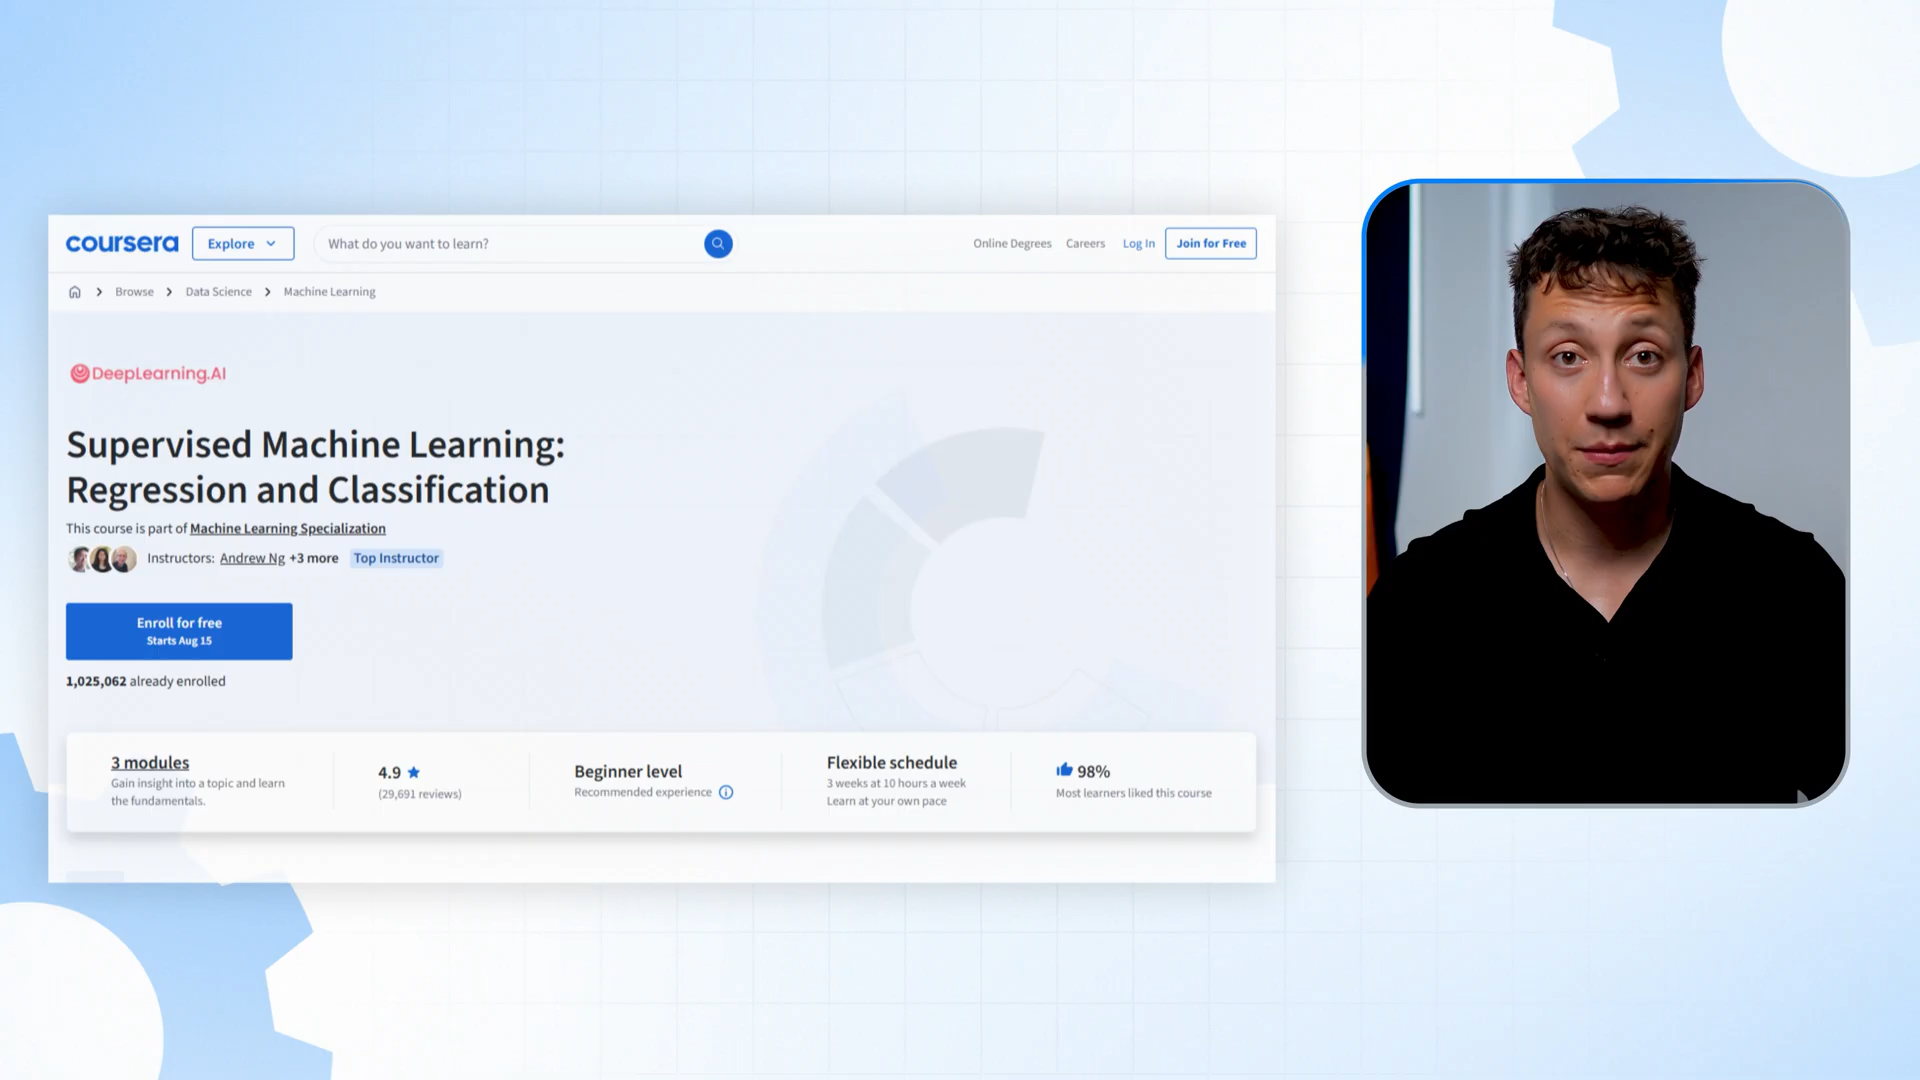 coursera
Explore
What do you want to learn?
Online Degrees
Careers
Log In
Join for Free
Browse
Data Science
Machine Learning
DeepLearning.AI
Supervised Machine Learning:
Regression and Classification
This course is part of Machine Learning Specialization
Instructors: Andrew Ng +3 more
Top Instructor
Enroll for free
Starts Aug 15
1,025,062 already enrolled
3 modules
Gain insight into a topic and learn
the fundamentals.
4.9
(29,691 reviews)
Beginner level
Recommended experience
Flexible schedule
3 weeks at 10 hours a week
Learn at your own pace
98%
Most learners liked this course